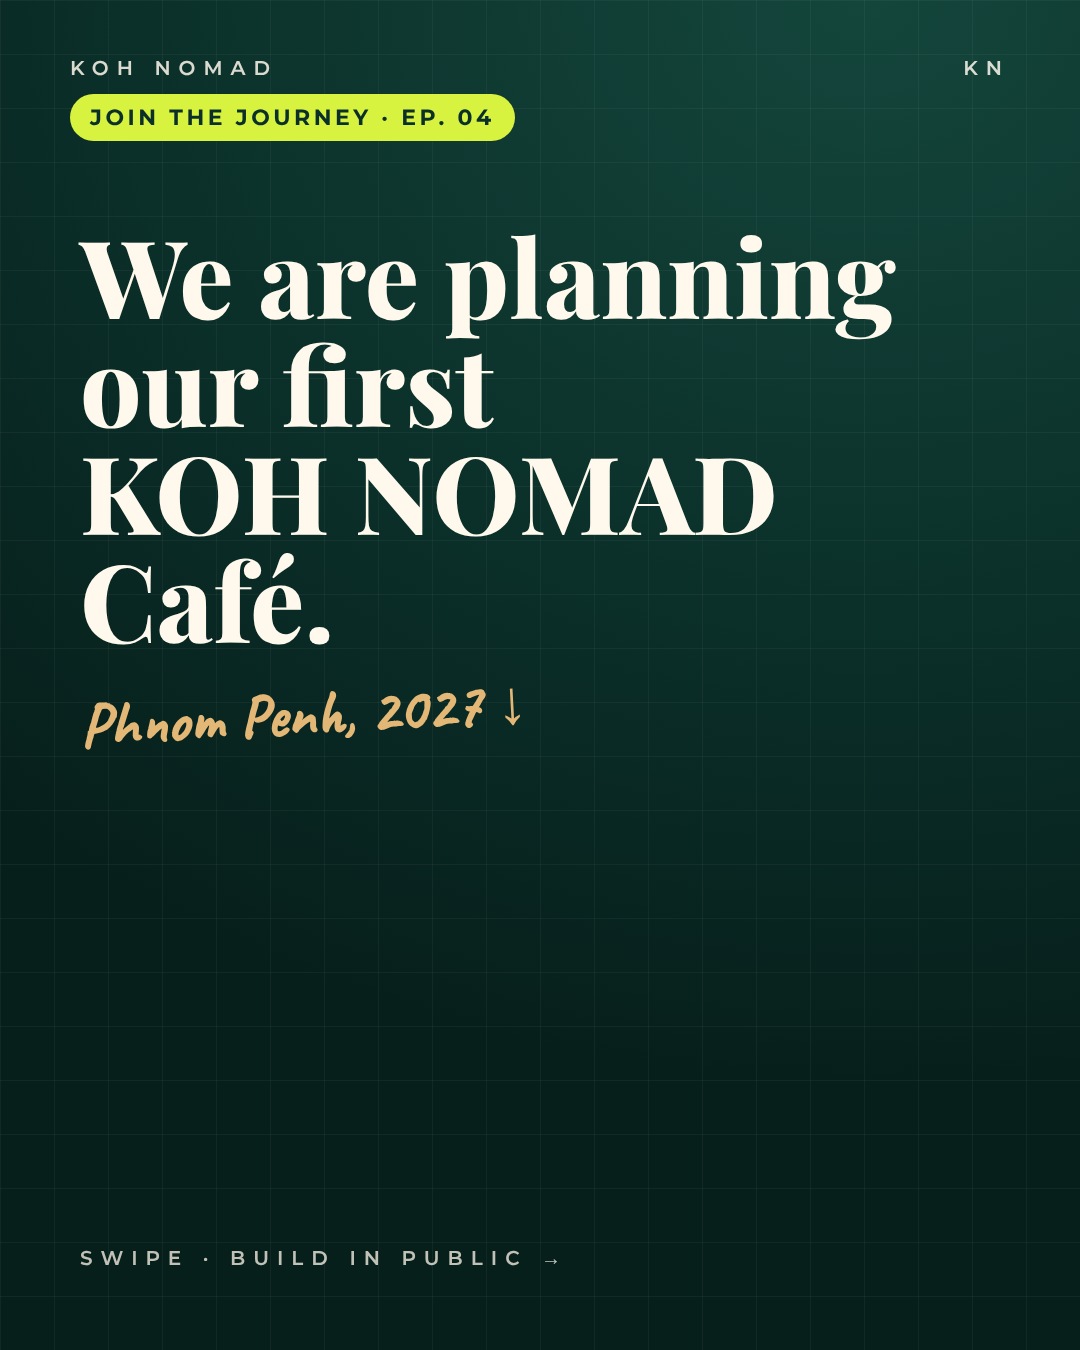 KOH NOMAD
KN
JOIN THE JOURNEY · EP. 04
We are planning
our first
KOH NOMAD
Café.
Phnom Penh, 2027 ↓
SWIPE · BUILD IN PUBLIC →